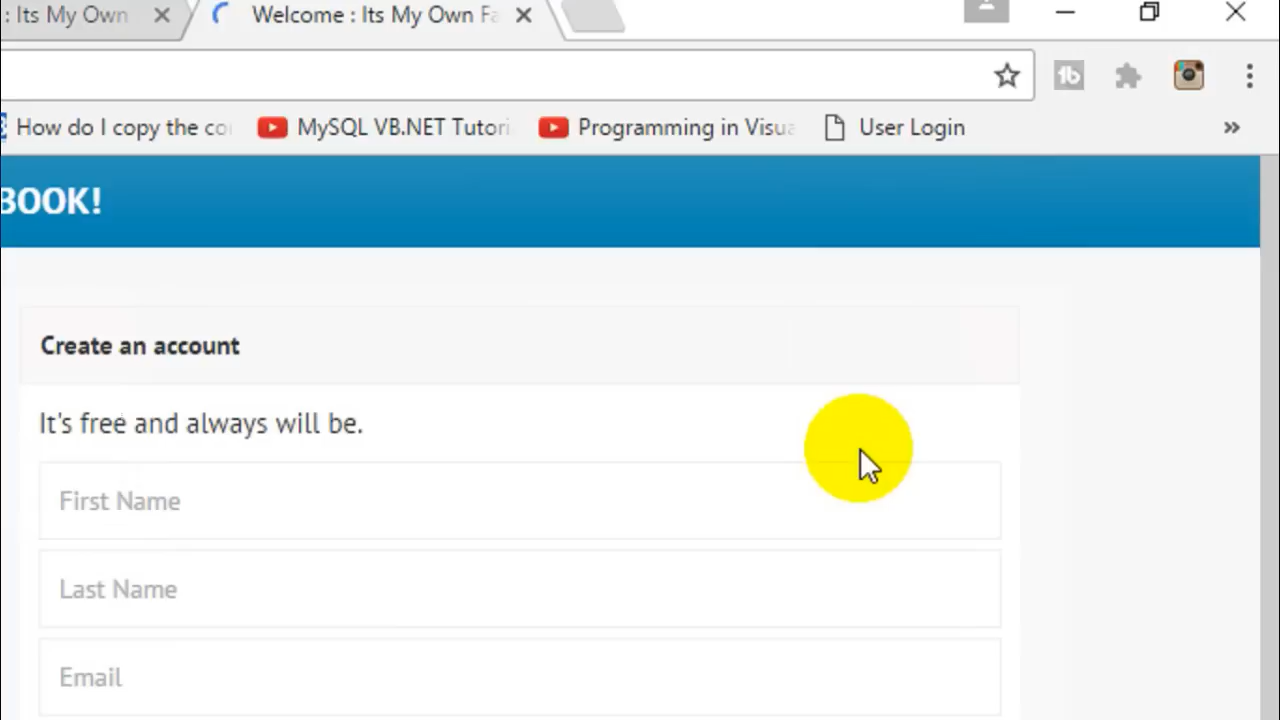 : Its My Own
Welcome : Its My Own Fa
How do I copy the co
MySQL VB.NET Tutori
Programming in Visua
User Login
»
BOOK!
Create an account
It's free and always will be.
First Name
Last Name
Email